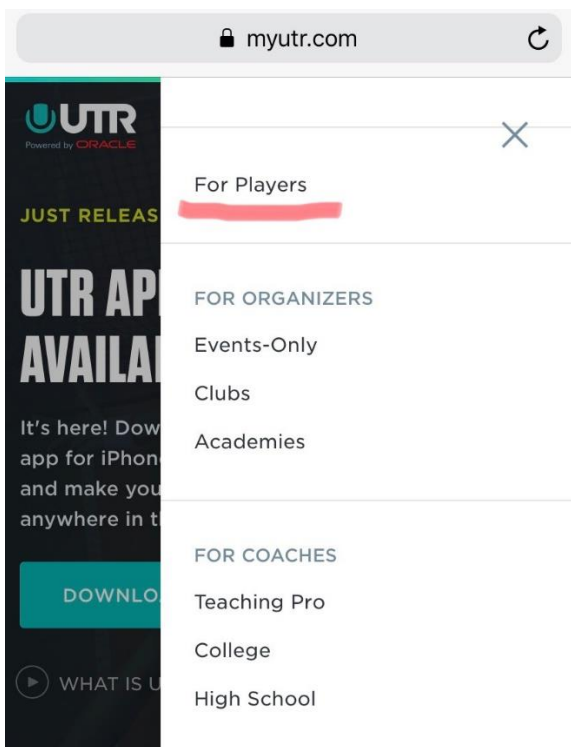 myutr.com
UTR
Powered by ORACLE
JUST RELEAS
UTR AP
AVAILA
It's here! Dow
app for iPhon
and make you
anywhere in t
DOWNLO
WHAT IS U
For Players
FOR ORGANIZERS
Events-Only
Clubs
Academies
FOR COACHES
Teaching Pro
College
High School